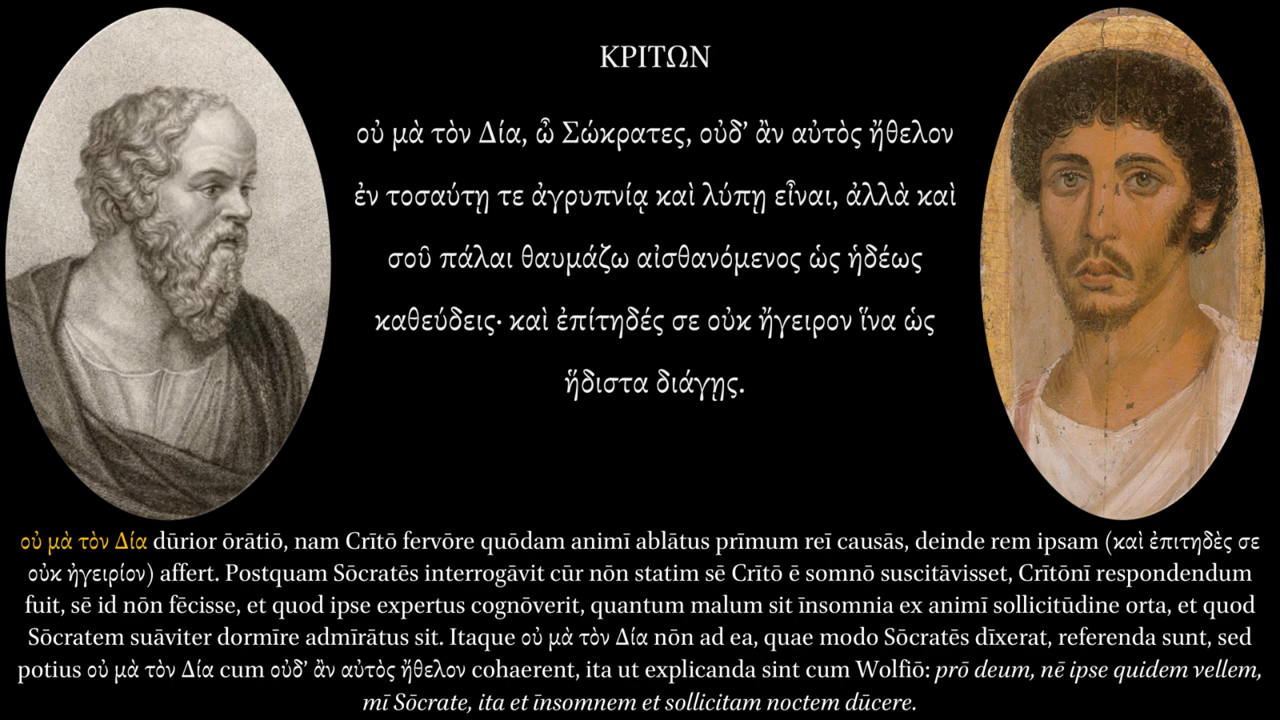 ΚΡΙΤΩΝ
οὐ μὰ τὸν Δία, ὦ Σώκρατες, οὐδ’ ἂν αὐτὸς ἤθελον
ἐν τοσαύτῃ τε ἀγρυπνίᾳ καὶ λύπῃ εἶναι, ἀλλὰ καὶ
σοῦ πάλαι θαυμάζω αἰσθανόμενος ὡς ἡδέως
καθεύδεις· καὶ ἐπίτηδές σε οὐκ ἤγειρον ἵνα ὡς
ἥδιστα διάγῃς.
οὐ μὰ τὸν Δία dūrior ōrātiō, nam Crītō fervōre quōdam animī ablātus prīmum reī causās, deinde rem ipsam (καὶ ἐπιτηδὲς σε
οὐκ ἠγειρίον) affert. Postquam Sōcratēs interrogāvit cūr nōn statim sē Crītō ē somnō suscitāvisset, Crītōnī respondendum
fuit, sē id nōn fēcisse, et quod ipse expertus cognōverit, quantum malum sit īnsomnia ex animī sollicitūdine orta, et quod
Sōcratem suāviter dormīre admīrātus sit. Itaque οὐ μὰ τὸν Δία nōn ad ea, quae modo Sōcratēs dīxerat, referenda sunt, sed
potius οὐ μὰ τὸν Δία cum οὐδ’ ἂν αὐτὸς ἤθελον cohaerent, ita ut explicanda sint cum Wolfiō: prō deum, nē ipse quidem vellem,
mī Sōcrate, ita et īnsomnem et sollicitam noctem dūcere.